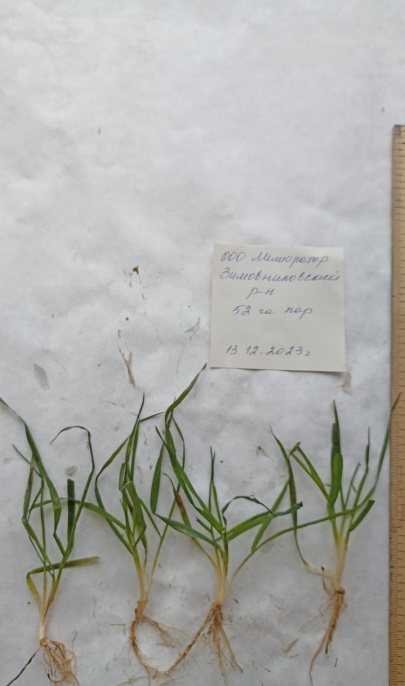 ООО Мелиоратор
Зимовниковский
р-н
52 га пар
13.12.2023г